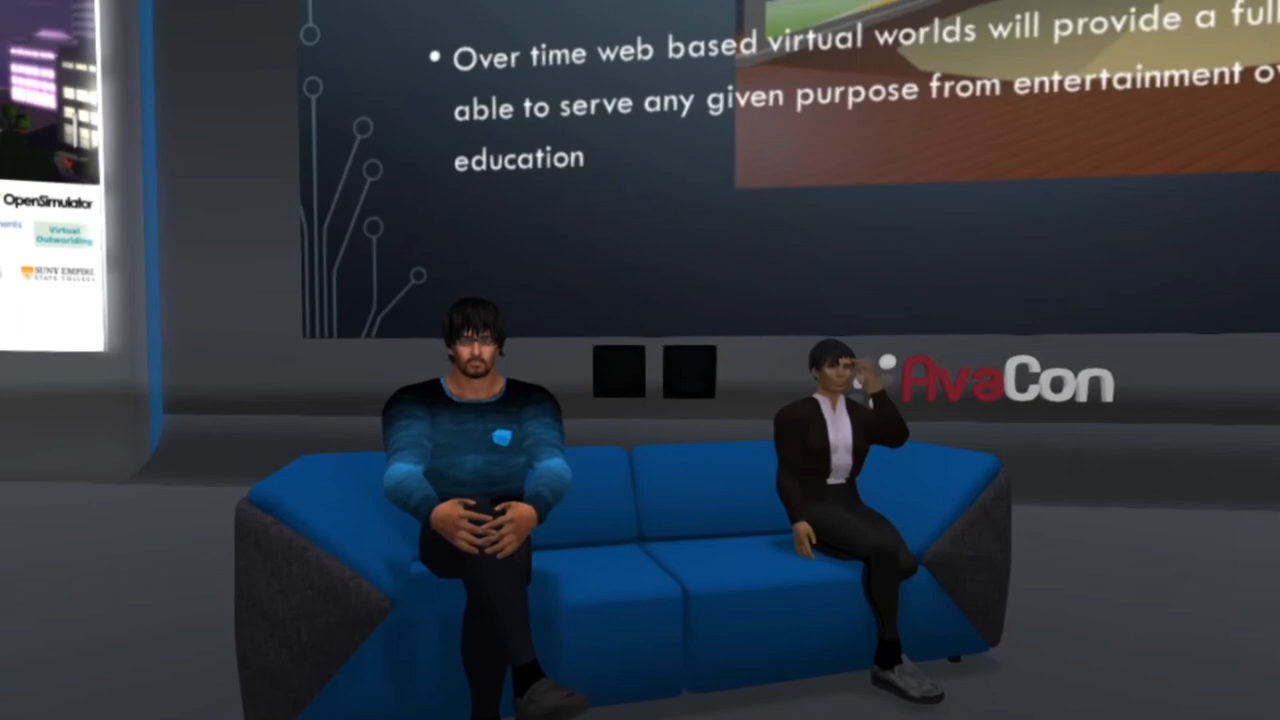 Over time web based virtual worlds will provide a full
able to serve any given purpose from entertainment
education
OpenSimulator
Virtual
Outworlding
SUNY EMPIRE
STATE COLLEGE
AvaCon